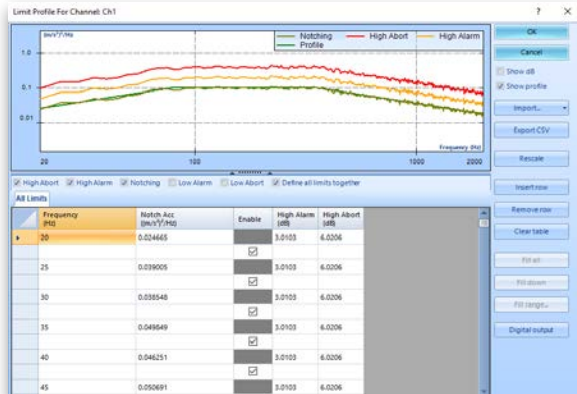 Limit Profile For Channel: Ch1
? ×
(m/s²)²/Hz
Notching High Abort High Alarm
Profile
1.0
0.1
0.01
Frequency (Hz)
20 100 1000 2000
OK
Cancel
Show dB
Show profile
Import...
Export CSV
Rescale
Insert row
Remove row
Clear table
Fill all
Fill down
Fill range...
Digital output
High Abort High Alarm Notching Low Alarm Low Abort Define all limits together
All Limits
Frequency (Hz) Notch Acc ((m/s²)²/Hz) Enable High Alarm (dB) High Abort (dB)
20 0.024665 3.0103 6.0206
25 0.039005 3.0103 6.0206
30 0.038548 3.0103 6.0206
35 0.049849 3.0103 6.0206
40 0.046251 3.0103 6.0206
45 0.050691 3.0103 6.0206